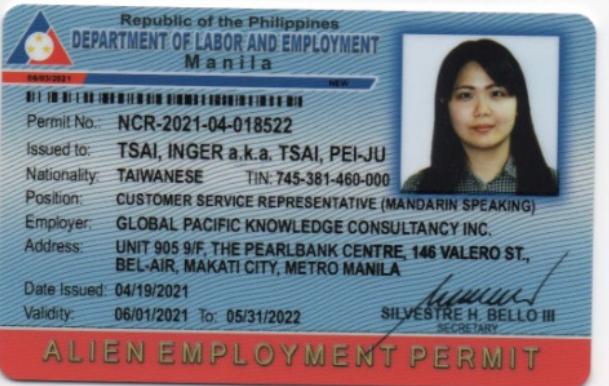 Republic of the Philippines
DEPARTMENT OF LABOR AND EMPLOYMENT
Manila
06/03/2021
NEW
Permit No.: NCR-2021-04-018522
Issued to: TSAI, INGER a.k.a. TSAI, PEI-JU
Nationality: TAIWANESE TIN: 745-381-460-000
Position: CUSTOMER SERVICE REPRESENTATIVE (MANDARIN SPEAKING)
Employer: GLOBAL PACIFIC KNOWLEDGE CONSULTANCY INC.
Address: UNIT 905 9/F, THE PEARLBANK CENTRE, 146 VALERO ST.,
BEL-AIR, MAKATI CITY, METRO MANILA
Date Issued: 04/19/2021
Validity: 06/01/2021 To: 05/31/2022
SILVESTRE H. BELLO III
SECRETARY
ALIEN EMPLOYMENT PERMIT